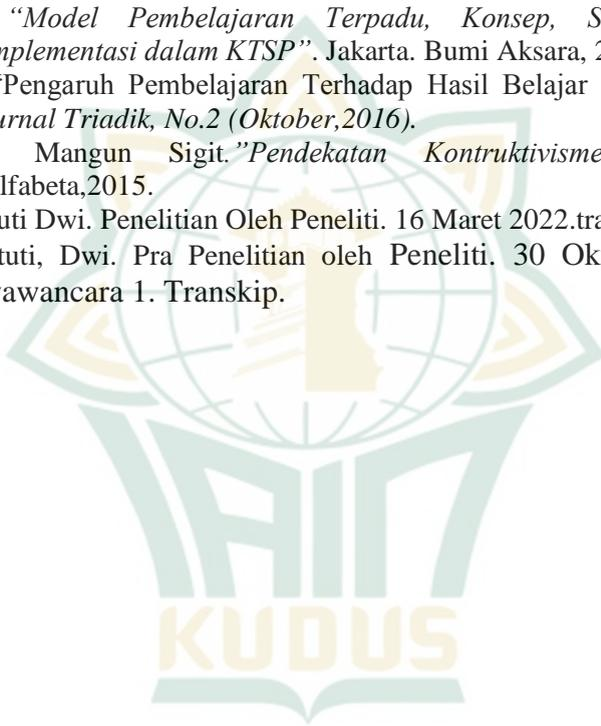 “Model Pembelajaran Terpadu, Konsep, S
mplementasi dalam KTSP”. Jakarta. Bumi Aksara, 2
“Pengaruh Pembelajaran Terhadap Hasil Belajar
urnal Triadik, No.2 (Oktober,2016).
Mangun Sigit.”Pendekatan Kontruktivisme
lfabeta,2015.
uti Dwi. Penelitian Oleh Peneliti. 16 Maret 2022.tra
tuti, Dwi. Pra Penelitian oleh Peneliti. 30 Ok
awancara 1. Transkip.
IAIN
KUDUS